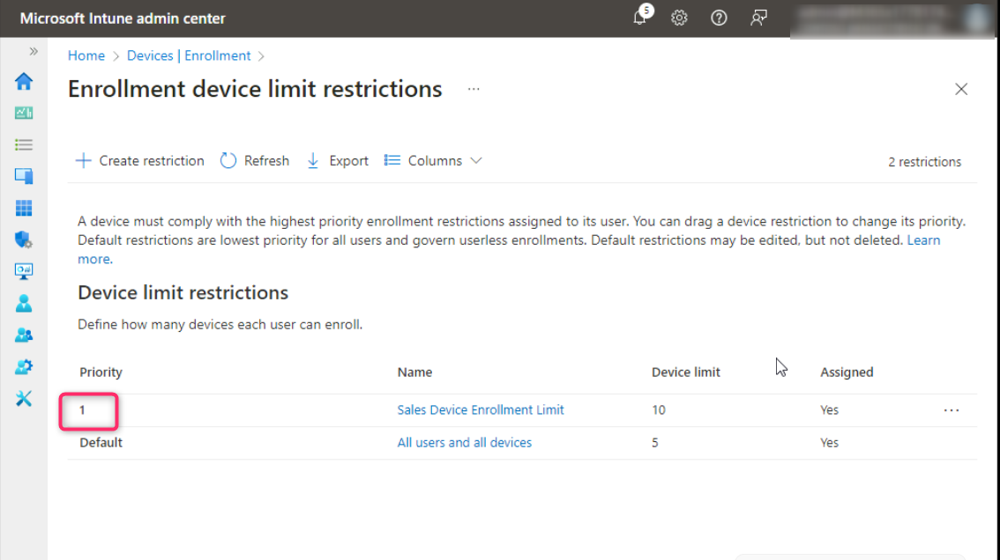 Microsoft Intune admin center
5
Home > Devices | Enrollment >
Enrollment device limit restrictions ...
Create restriction Refresh Export Columns 2 restrictions
A device must comply with the highest priority enrollment restrictions assigned to its user. You can drag a device restriction to change its priority.
Default restrictions are lowest priority for all users and govern userless enrollments. Default restrictions may be edited, but not deleted. Learn
more.
Device limit restrictions
Define how many devices each user can enroll.
Priority Name Device limit Assigned
1 Sales Device Enrollment Limit 10 Yes ...
Default All users and all devices 5 Yes